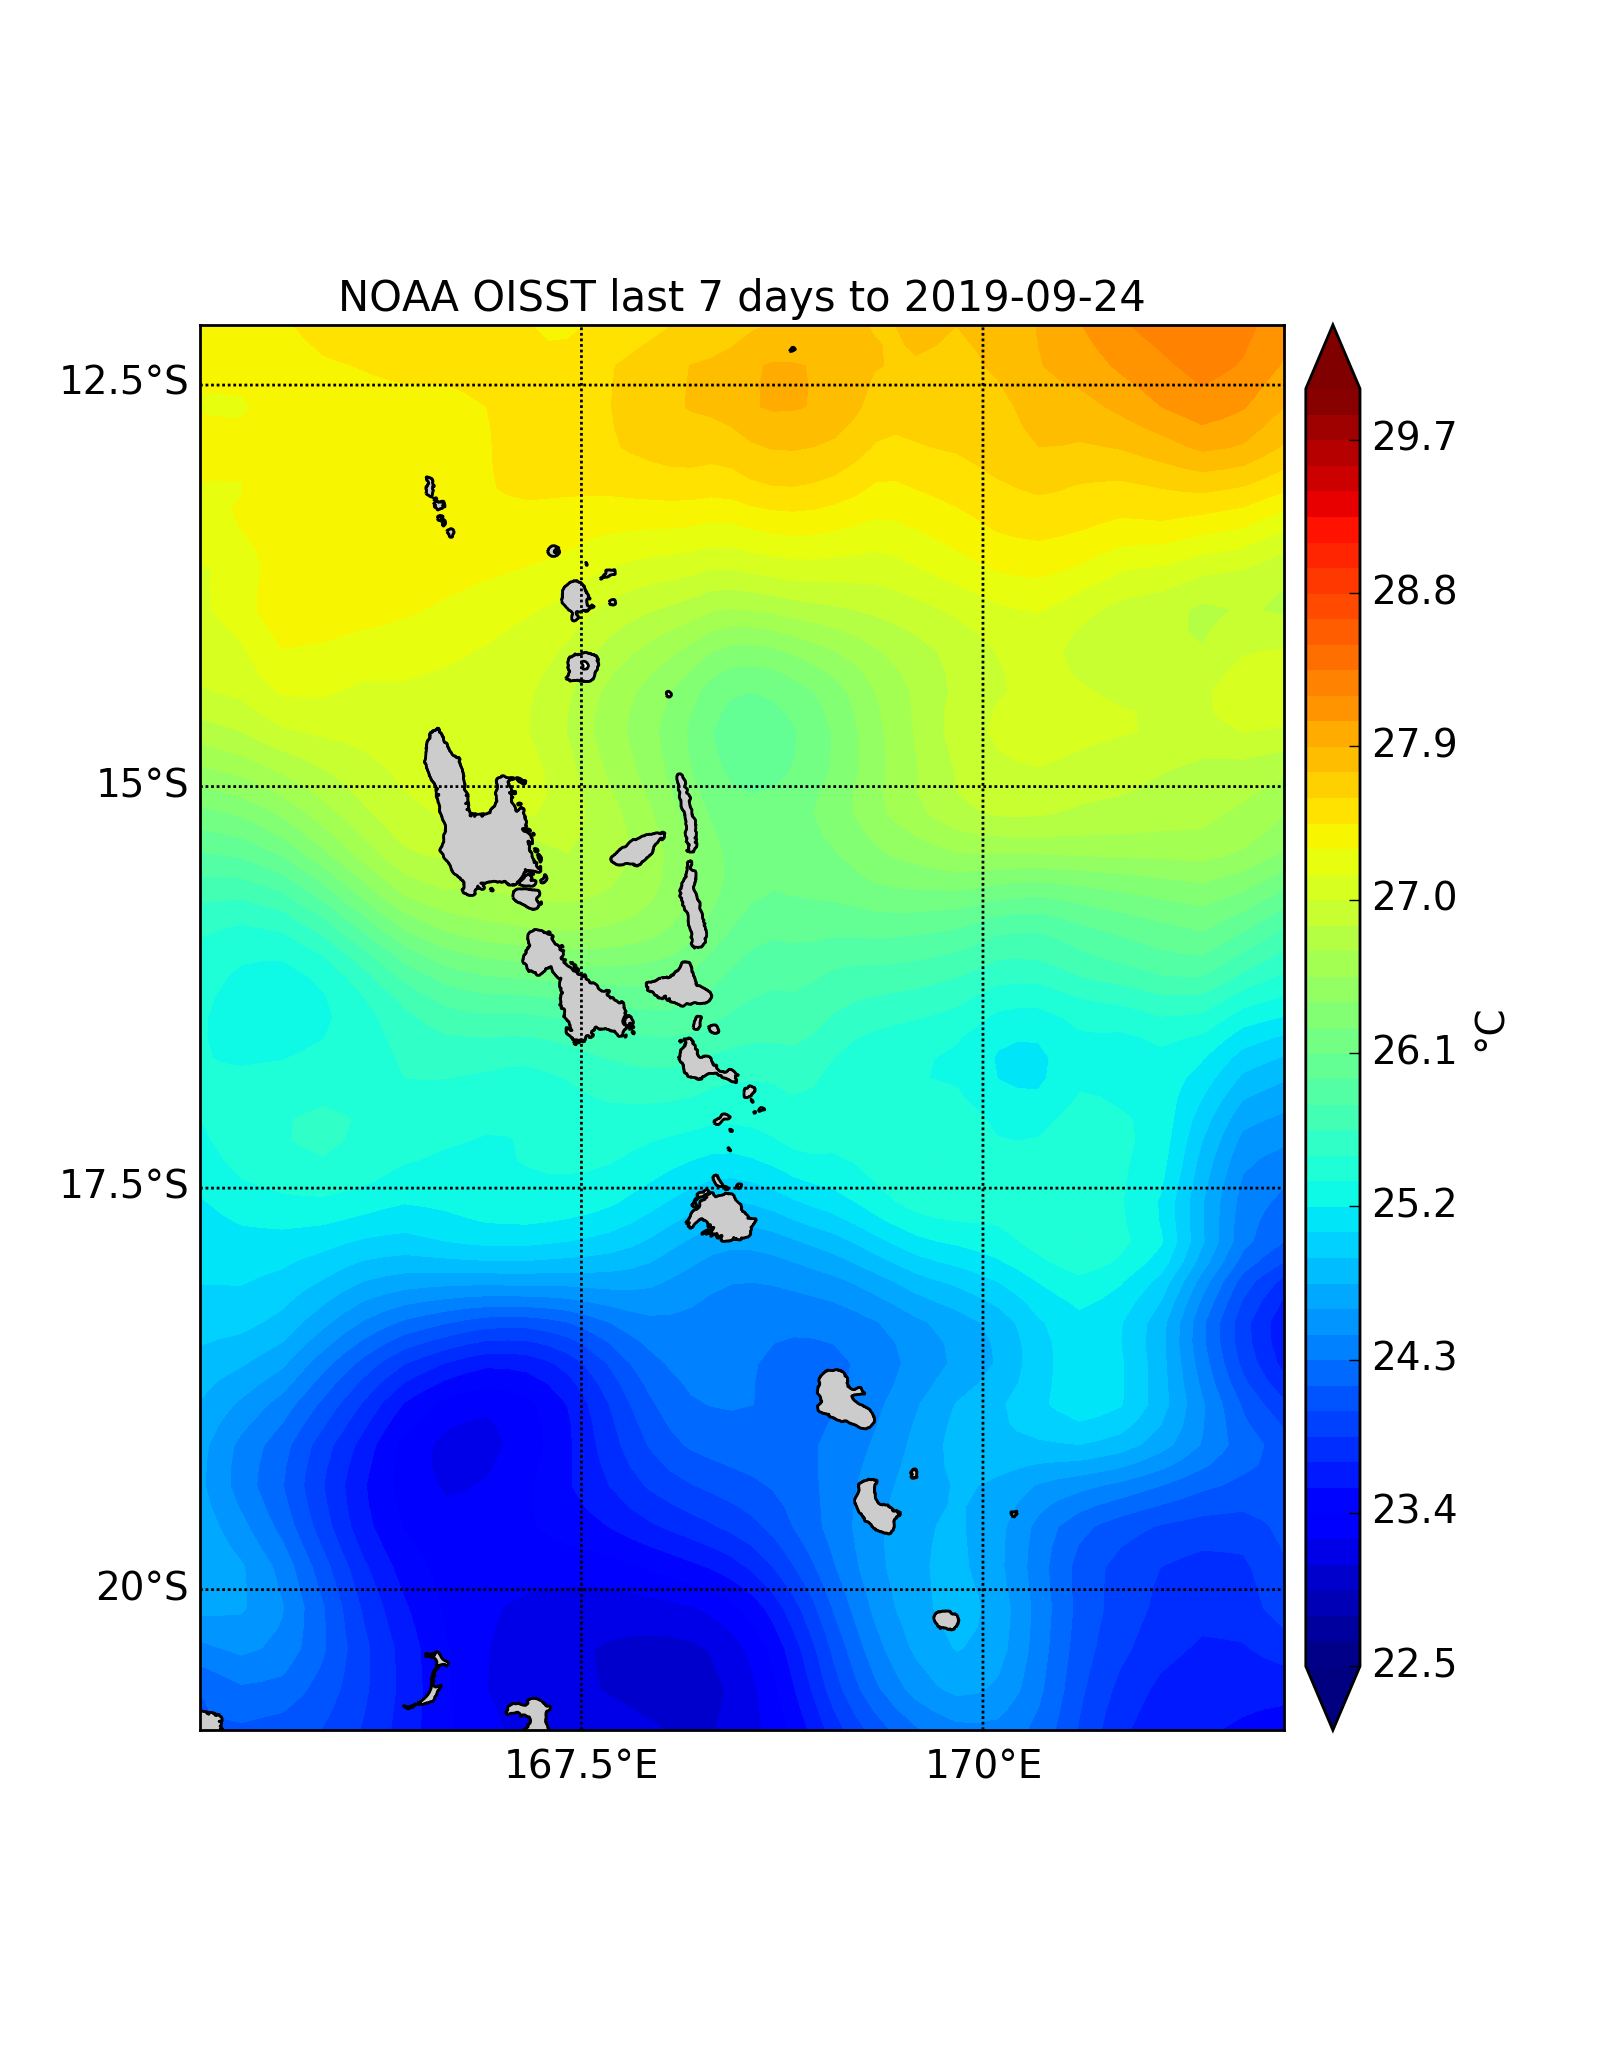 NOAA OISST last 7 days to 2019-09-24
12.5°S
15°S
17.5°S
20°S
167.5°E
170°E
29.7
28.8
27.9
27.0
26.1
25.2
24.3
23.4
22.5
°C